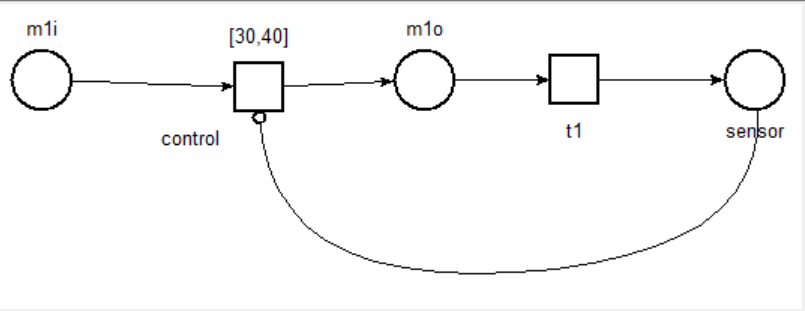 m1i
[30,40]
m1o
control
t1
sensor